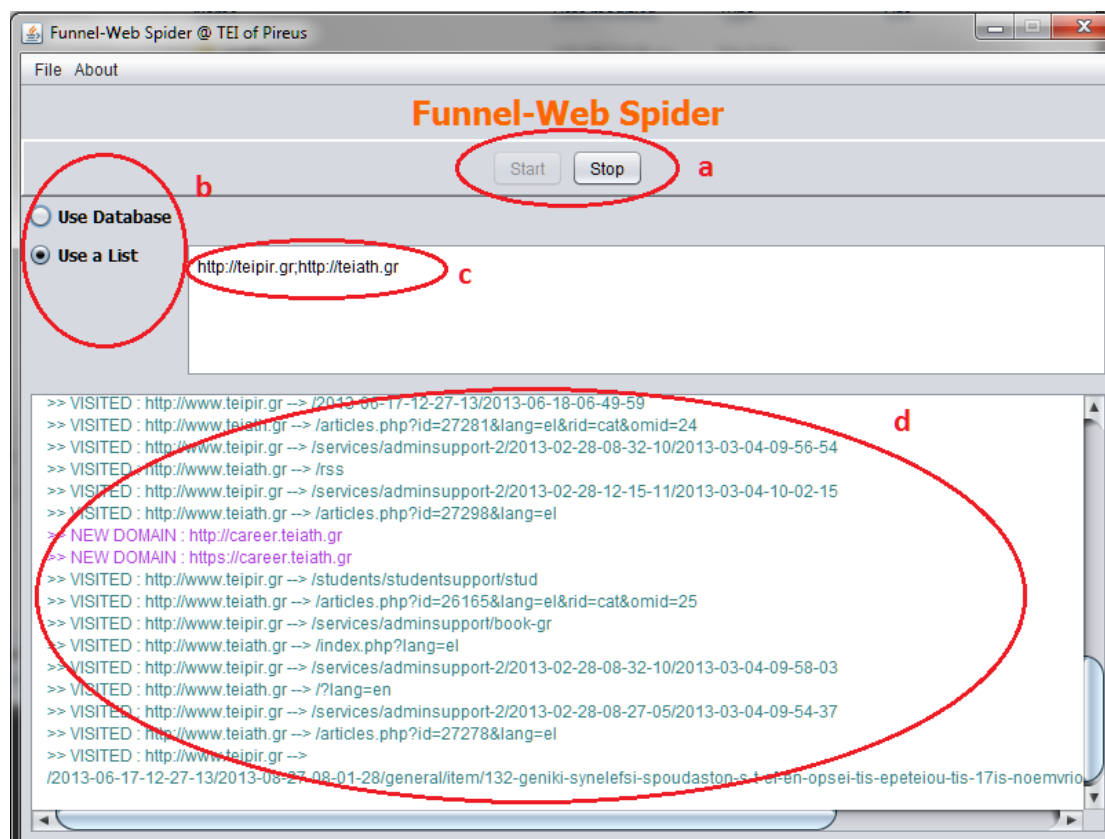 Funnel-Web Spider @ TEI of Pireus
File About
Funnel-Web Spider
Start Stop a
b
Use Database
Use a List
http://teipir.gr;http://teiath.gr c
d
>> VISITED : http://www.teipir.gr --> /2013-06-17-12-27-13/2013-06-18-06-49-59
>> VISITED : http://www.teiath.gr --> /articles.php?id=27281&lang=el&rid=cat&omid=24
>> VISITED : http://www.teipir.gr --> /services/adminsupport-2/2013-02-28-08-32-10/2013-03-04-09-56-54
>> VISITED : http://www.teiath.gr --> /rss
>> VISITED : http://www.teipir.gr --> /services/adminsupport-2/2013-02-28-12-15-11/2013-03-04-10-02-15
>> VISITED : http://www.teiath.gr --> /articles.php?id=27298&lang=el
>> NEW DOMAIN : http://career.teiath.gr
>> NEW DOMAIN : https://career.teiath.gr
>> VISITED : http://www.teipir.gr --> /students/studentsupport/stud
>> VISITED : http://www.teiath.gr --> /articles.php?id=26165&lang=el&rid=cat&omid=25
>> VISITED : http://www.teipir.gr --> /services/adminsupport/book-gr
>> VISITED : http://www.teiath.gr --> /index.php?lang=el
>> VISITED : http://www.teipir.gr --> /services/adminsupport-2/2013-02-28-08-32-10/2013-03-04-09-58-03
>> VISITED : http://www.teiath.gr --> /?lang=en
>> VISITED : http://www.teipir.gr --> /services/adminsupport-2/2013-02-28-08-27-05/2013-03-04-09-54-37
>> VISITED : http://www.teiath.gr --> /articles.php?id=27278&lang=el
>> VISITED : http://www.teipir.gr -->
/2013-06-17-12-27-13/2013-08-27-08-01-28/general/item/132-geniki-synelefsi-spoudaston-s-t-ef-en-opsei-tis-epeteiou-tis-17is-noemvrio